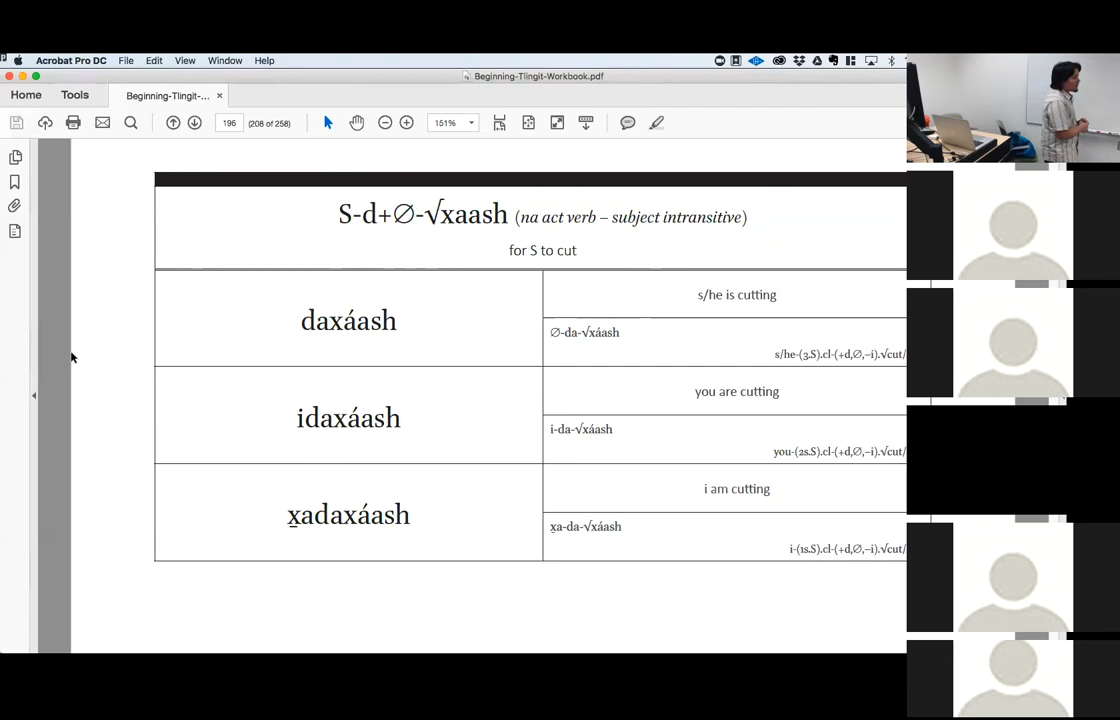 Acrobat Pro DC File Edit View Window Help
Beginning-Tlingit-Workbook.pdf
Home Tools Beginning-Tlingit-... ×
196 (208 of 258) 151%
S-d+∅-√xaash (na act verb – subject intransitive)
for S to cut
daxáash
s/he is cutting
∅-da-√xáash
s/he-(3.S).cl-(+d,∅,–i).√cut/
idaxáash
you are cutting
i-da-√xáash
you-(2s.S).cl-(+d,∅,–i).√cut/
x̱adaxáash
i am cutting
x̱a-da-√xáash
i-(1s.S).cl-(+d,∅,–i).√cut/